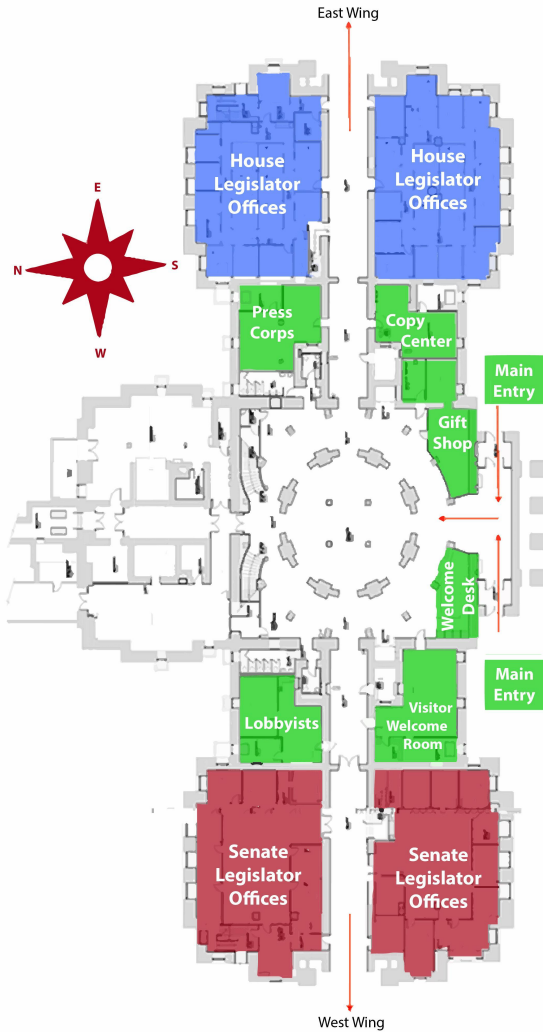 East Wing
House
Legislator
Offices
House
Legislator
Offices
E
N
S
W
Press
Corps
Copy
Center
Main
Entry
Gift
Shop
Welcome
Desk
Main
Entry
Lobbyists
Visitor
Welcome
Room
Senate
Legislator
Offices
Senate
Legislator
Offices
West Wing